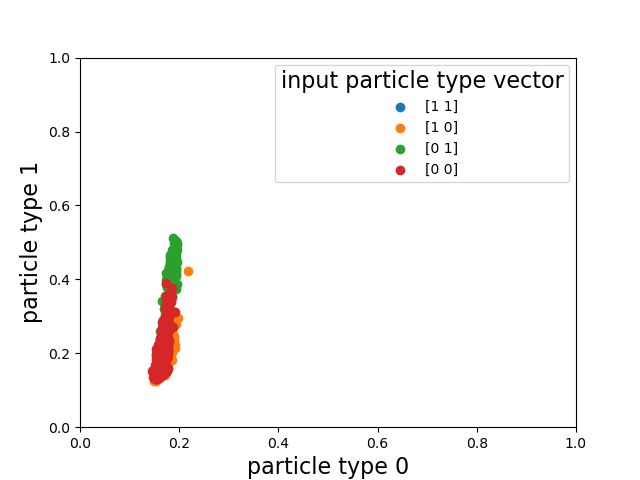 input particle type vector
[1 1]
[1 0]
[0 1]
[0 0]
particle type 1
1.0
0.8
0.6
0.4
0.2
0.0
0.0 0.2 0.4 0.6 0.8 1.0
particle type 0